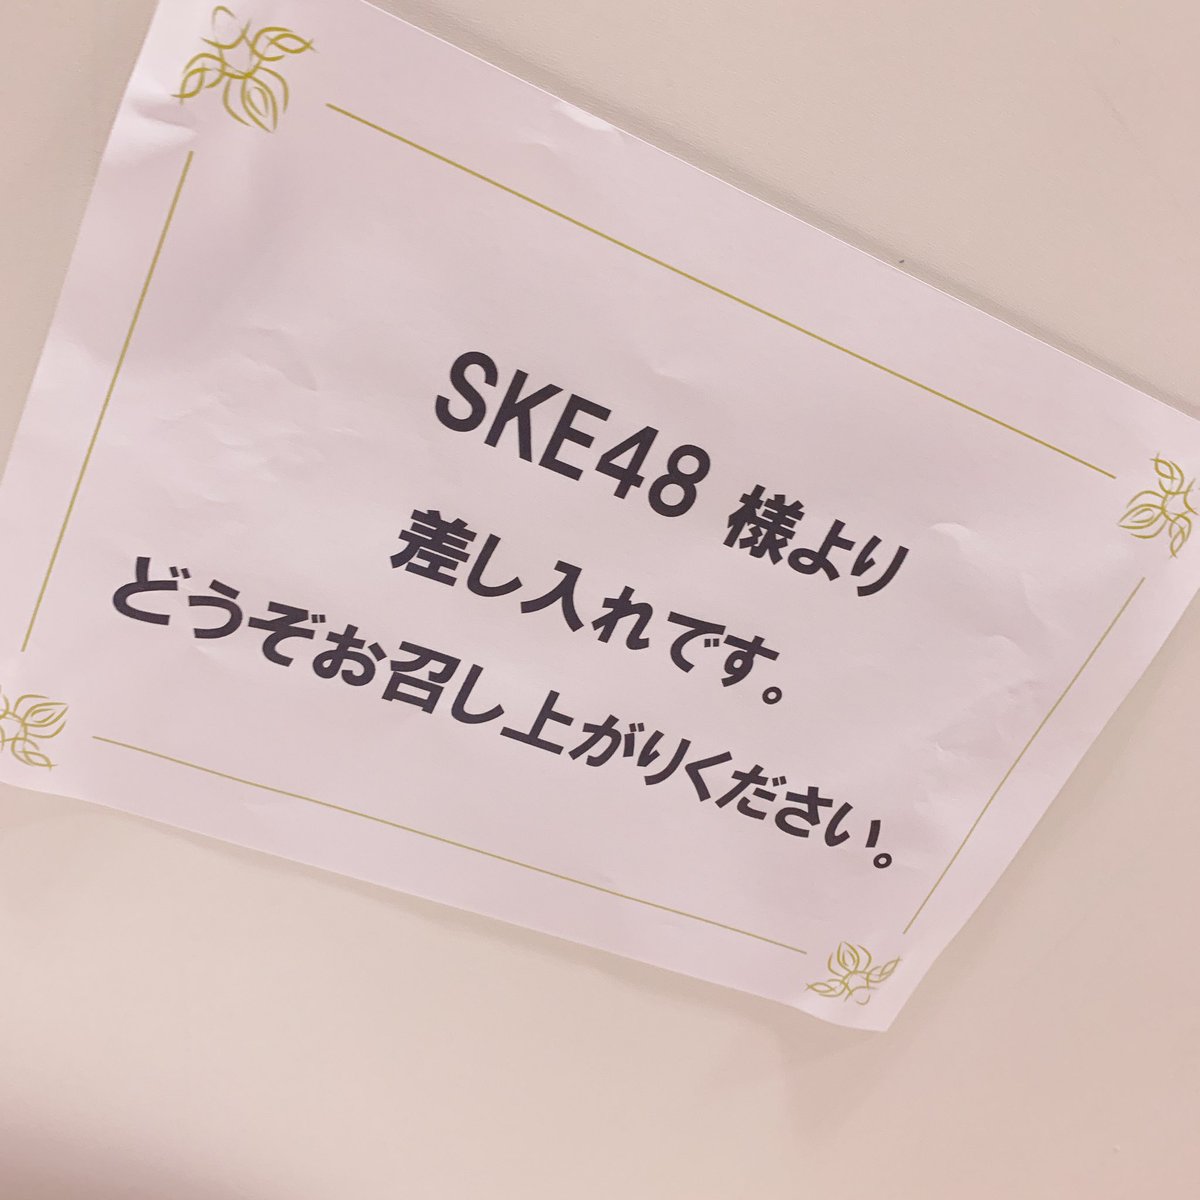 SKE48 様より
差し入れです。
どうぞお召し上がりください。